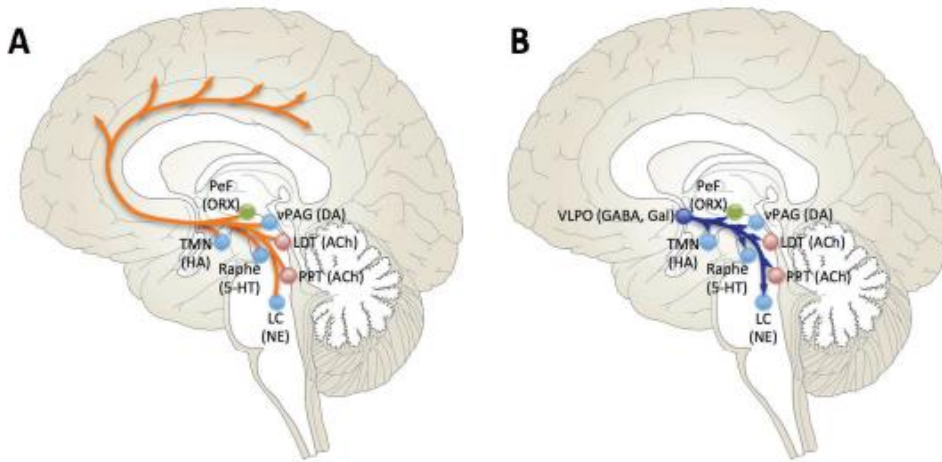 A
PeF
(ORX)
vPAG (DA)
TMN
(HA)
LDT (ACh)
Raphe
(5-HT)
PPT (ACh)
LC
(NE)
B
PeF
(ORX)
VLPO (GABA, Gal)
vPAG (DA)
TMN
(HA)
LDT (ACh)
Raphe
(5-HT)
PPT (ACh)
LC
(NE)